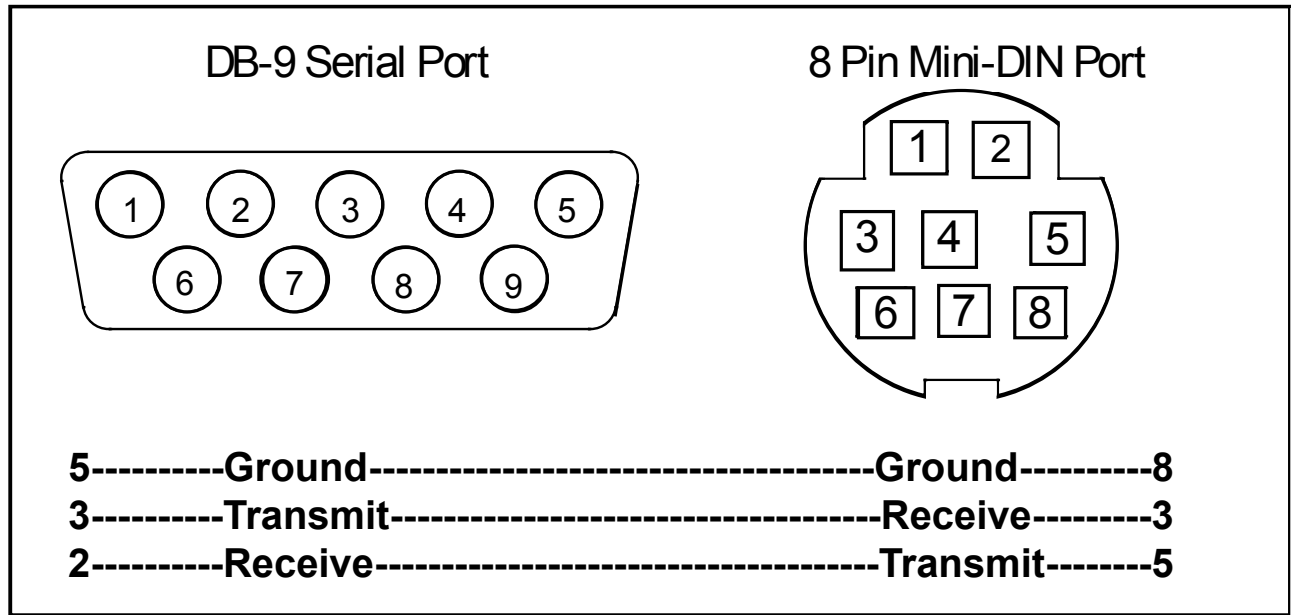 DB-9 Serial Port
8 Pin Mini-DIN Port
1 2 3 4 5
6 7 8 9
1 2
3 4 5
6 7 8
5----------Ground--------------------------------------Ground----------8
3----------Transmit-------------------------------------Receive---------3
2----------Receive--------------------------------------Transmit--------5